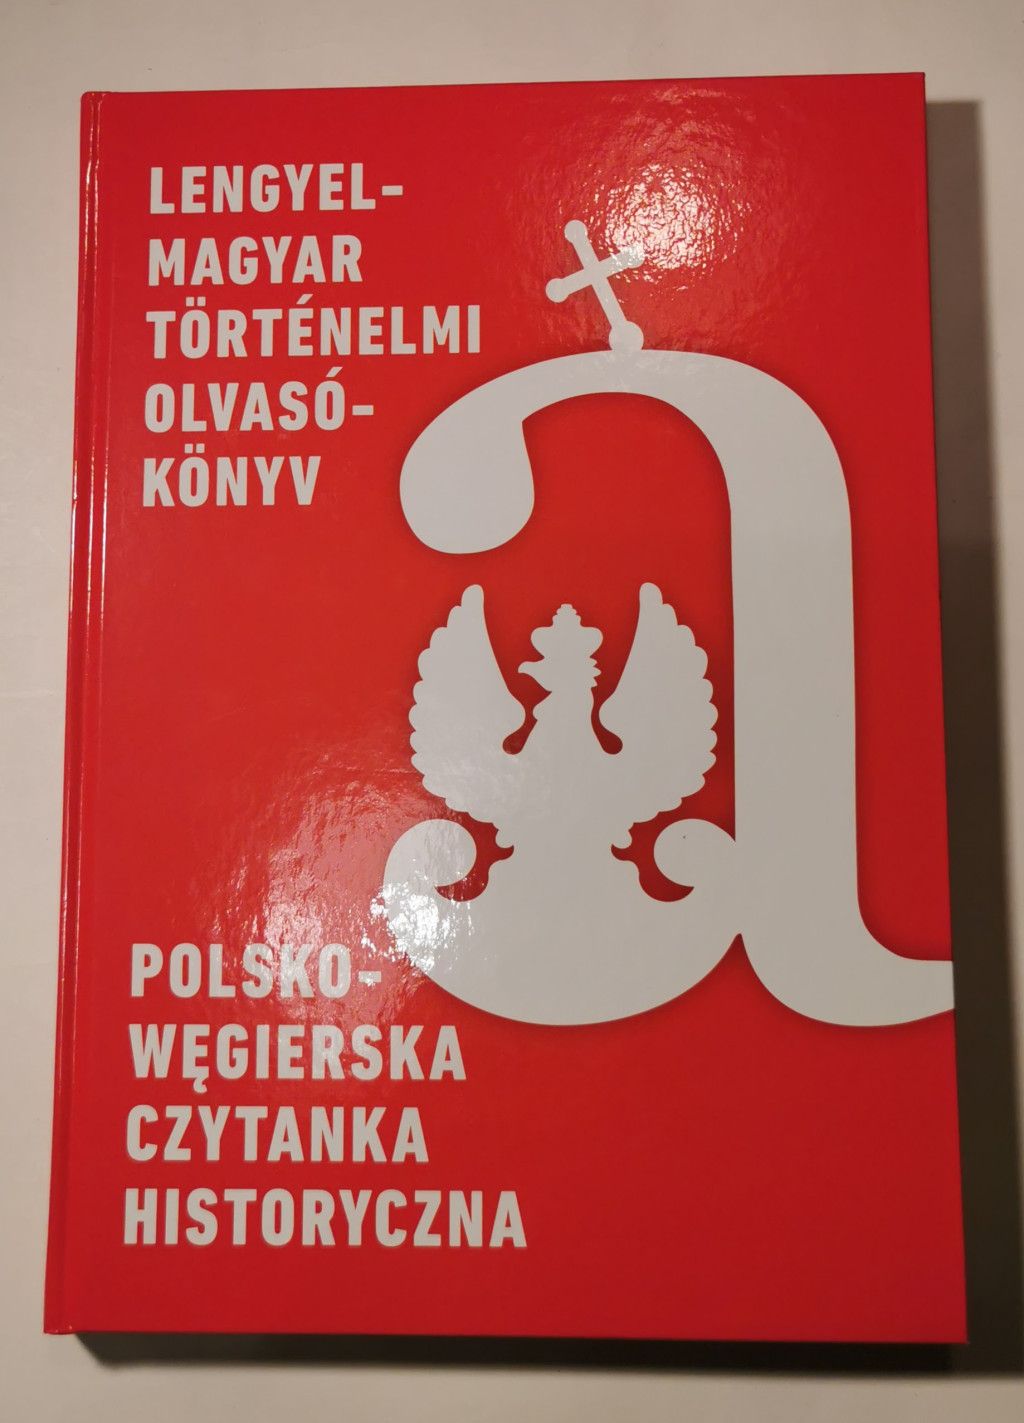 LENGYEL-
MAGYAR
TÖRTÉNELMI
OLVASÓ-
KÖNYV
a
POLSKO-
WĘGIERSKA
CZYTANKA
HISTORYCZNA